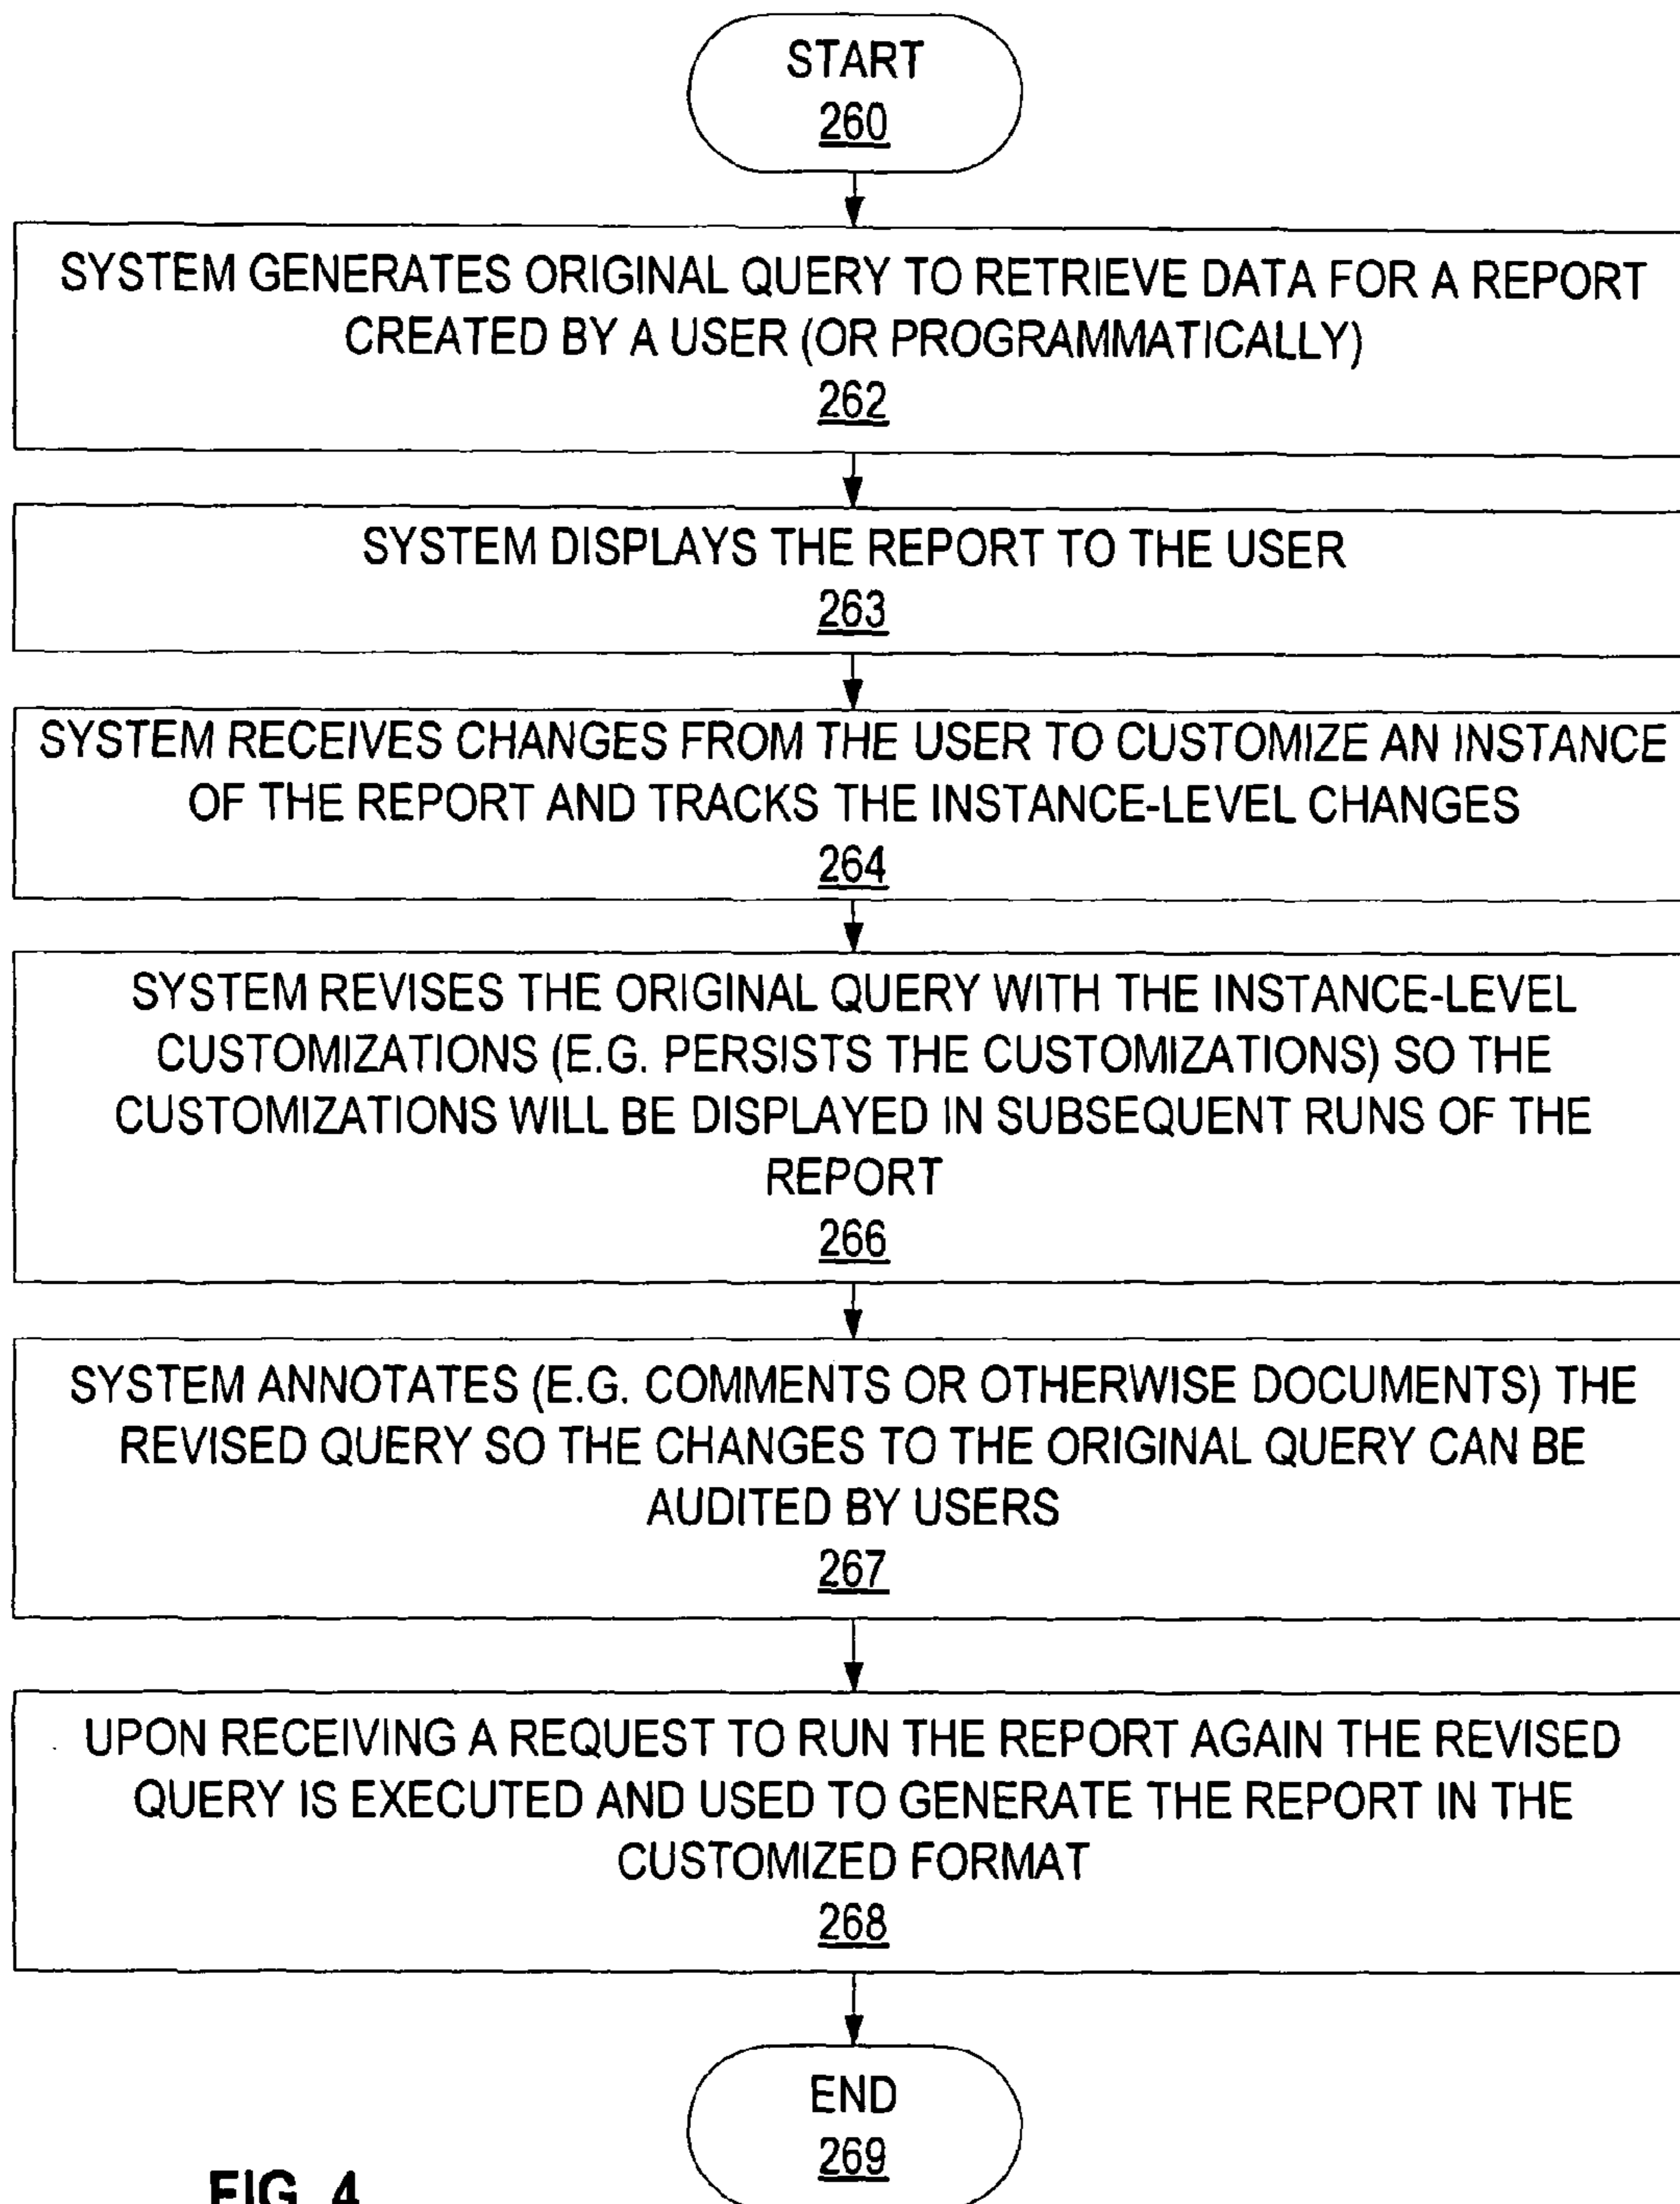 START
260
SYSTEM GENERATES ORIGINAL QUERY TO RETRIEVE DATA FOR A REPORT
CREATED BY A USER (OR PROGRAMMATICALLY)
262
SYSTEM DISPLAYS THE REPORT TO THE USER
263
SYSTEM RECEIVES CHANGES FROM THE USER TO CUSTOMIZE AN INSTANCE
OF THE REPORT AND TRACKS THE INSTANCE-LEVEL CHANGES
264
SYSTEM REVISES THE ORIGINAL QUERY WITH THE INSTANCE-LEVEL
CUSTOMIZATIONS (E.G. PERSISTS THE CUSTOMIZATIONS) SO THE
CUSTOMIZATIONS WILL BE DISPLAYED IN SUBSEQUENT RUNS OF THE
REPORT
266
SYSTEM ANNOTATES (E.G. COMMENTS OR OTHERWISE DOCUMENTS) THE
REVISED QUERY SO THE CHANGES TO THE ORIGINAL QUERY CAN BE
AUDITED BY USERS
267
UPON RECEIVING A REQUEST TO RUN THE REPORT AGAIN THE REVISED
QUERY IS EXECUTED AND USED TO GENERATE THE REPORT IN THE
CUSTOMIZED FORMAT
268
END
269
FIG. 4